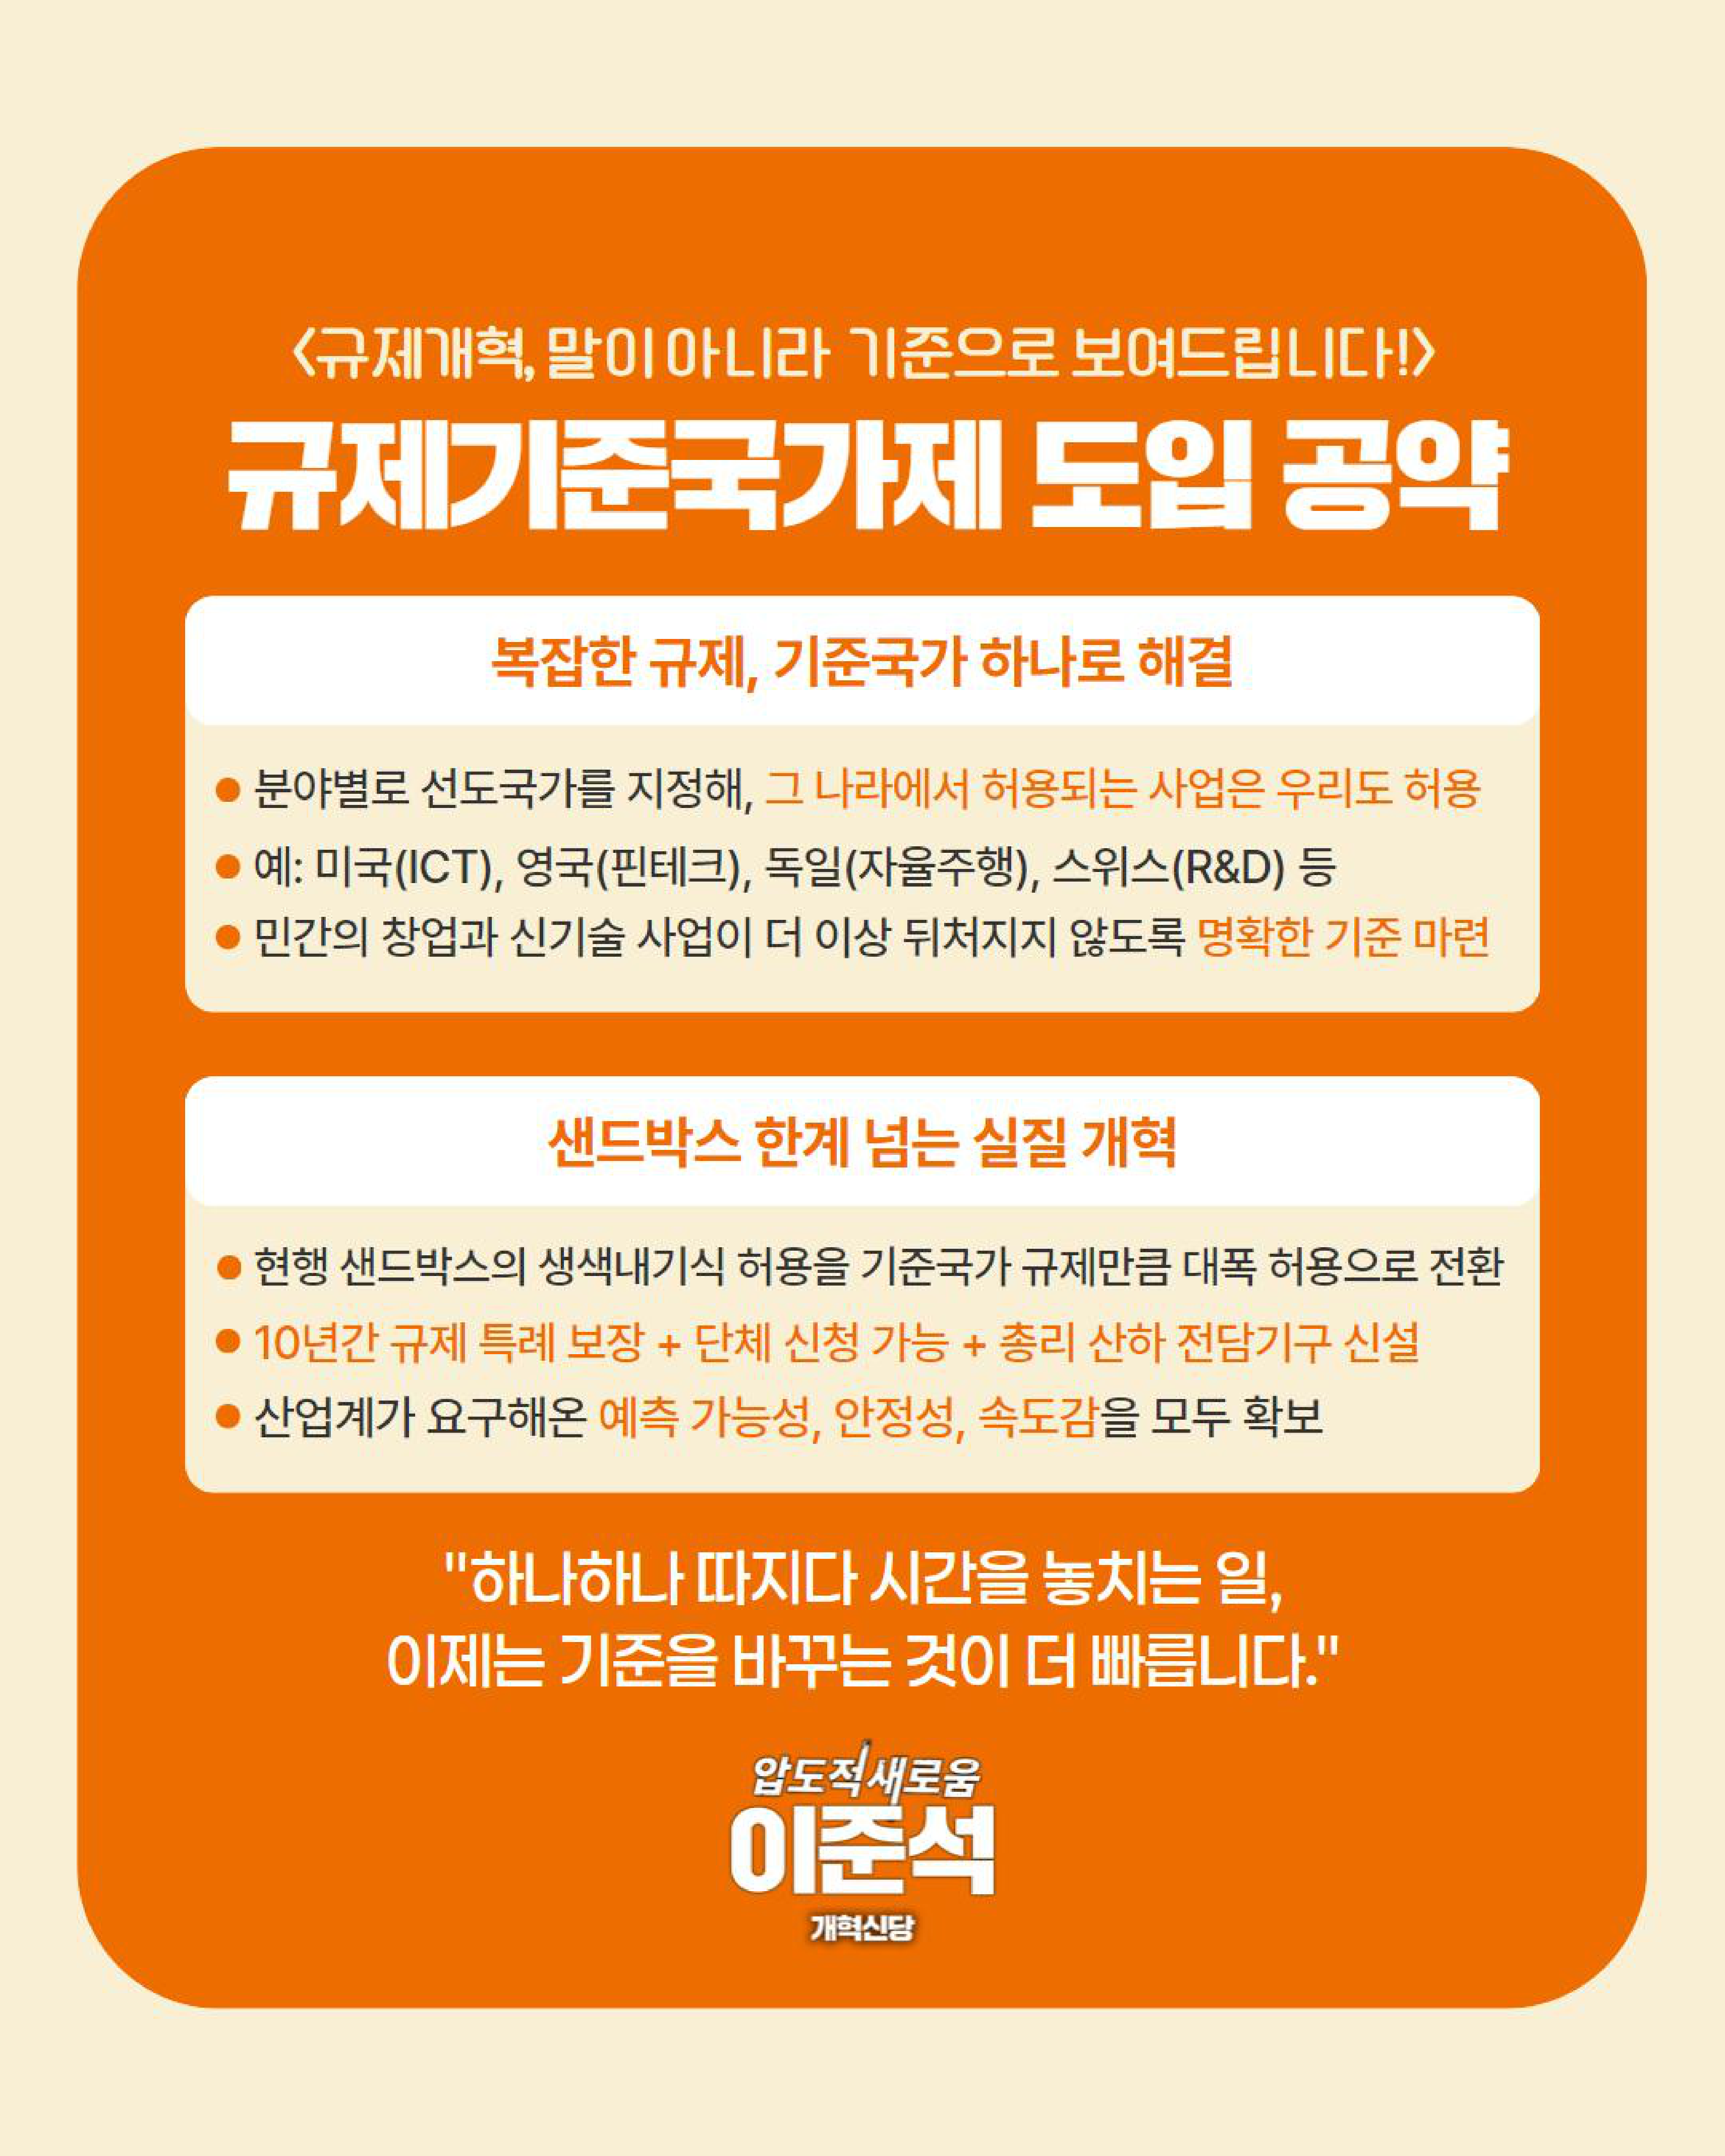 <규제개혁, 말이 아니라 기준으로 보여드립니다!>
규제기준국가제 도입 공약
복잡한 규제, 기준국가 하나로 해결
● 분야별로 선도국가를 지정해, 그 나라에서 허용되는 사업은 우리도 허용
● 예: 미국(ICT), 영국(핀테크), 독일(자율주행), 스위스(R&D) 등
● 민간의 창업과 신기술 사업이 더 이상 뒤처지지 않도록 명확한 기준 마련
샌드박스 한계 넘는 실질 개혁
● 현행 샌드박스의 생색내기식 허용을 기준국가 규제만큼 대폭 허용으로 전환
● 10년간 규제 특례 보장 + 단체 신청 가능 + 총리 산하 전담기구 신설
● 산업계가 요구해온 예측 가능성, 안정성, 속도감을 모두 확보
"하나하나 따지다 시간을 놓치는 일,
이제는 기준을 바꾸는 것이 더 빠릅니다."
압도적 새로움
이준석
개혁신당